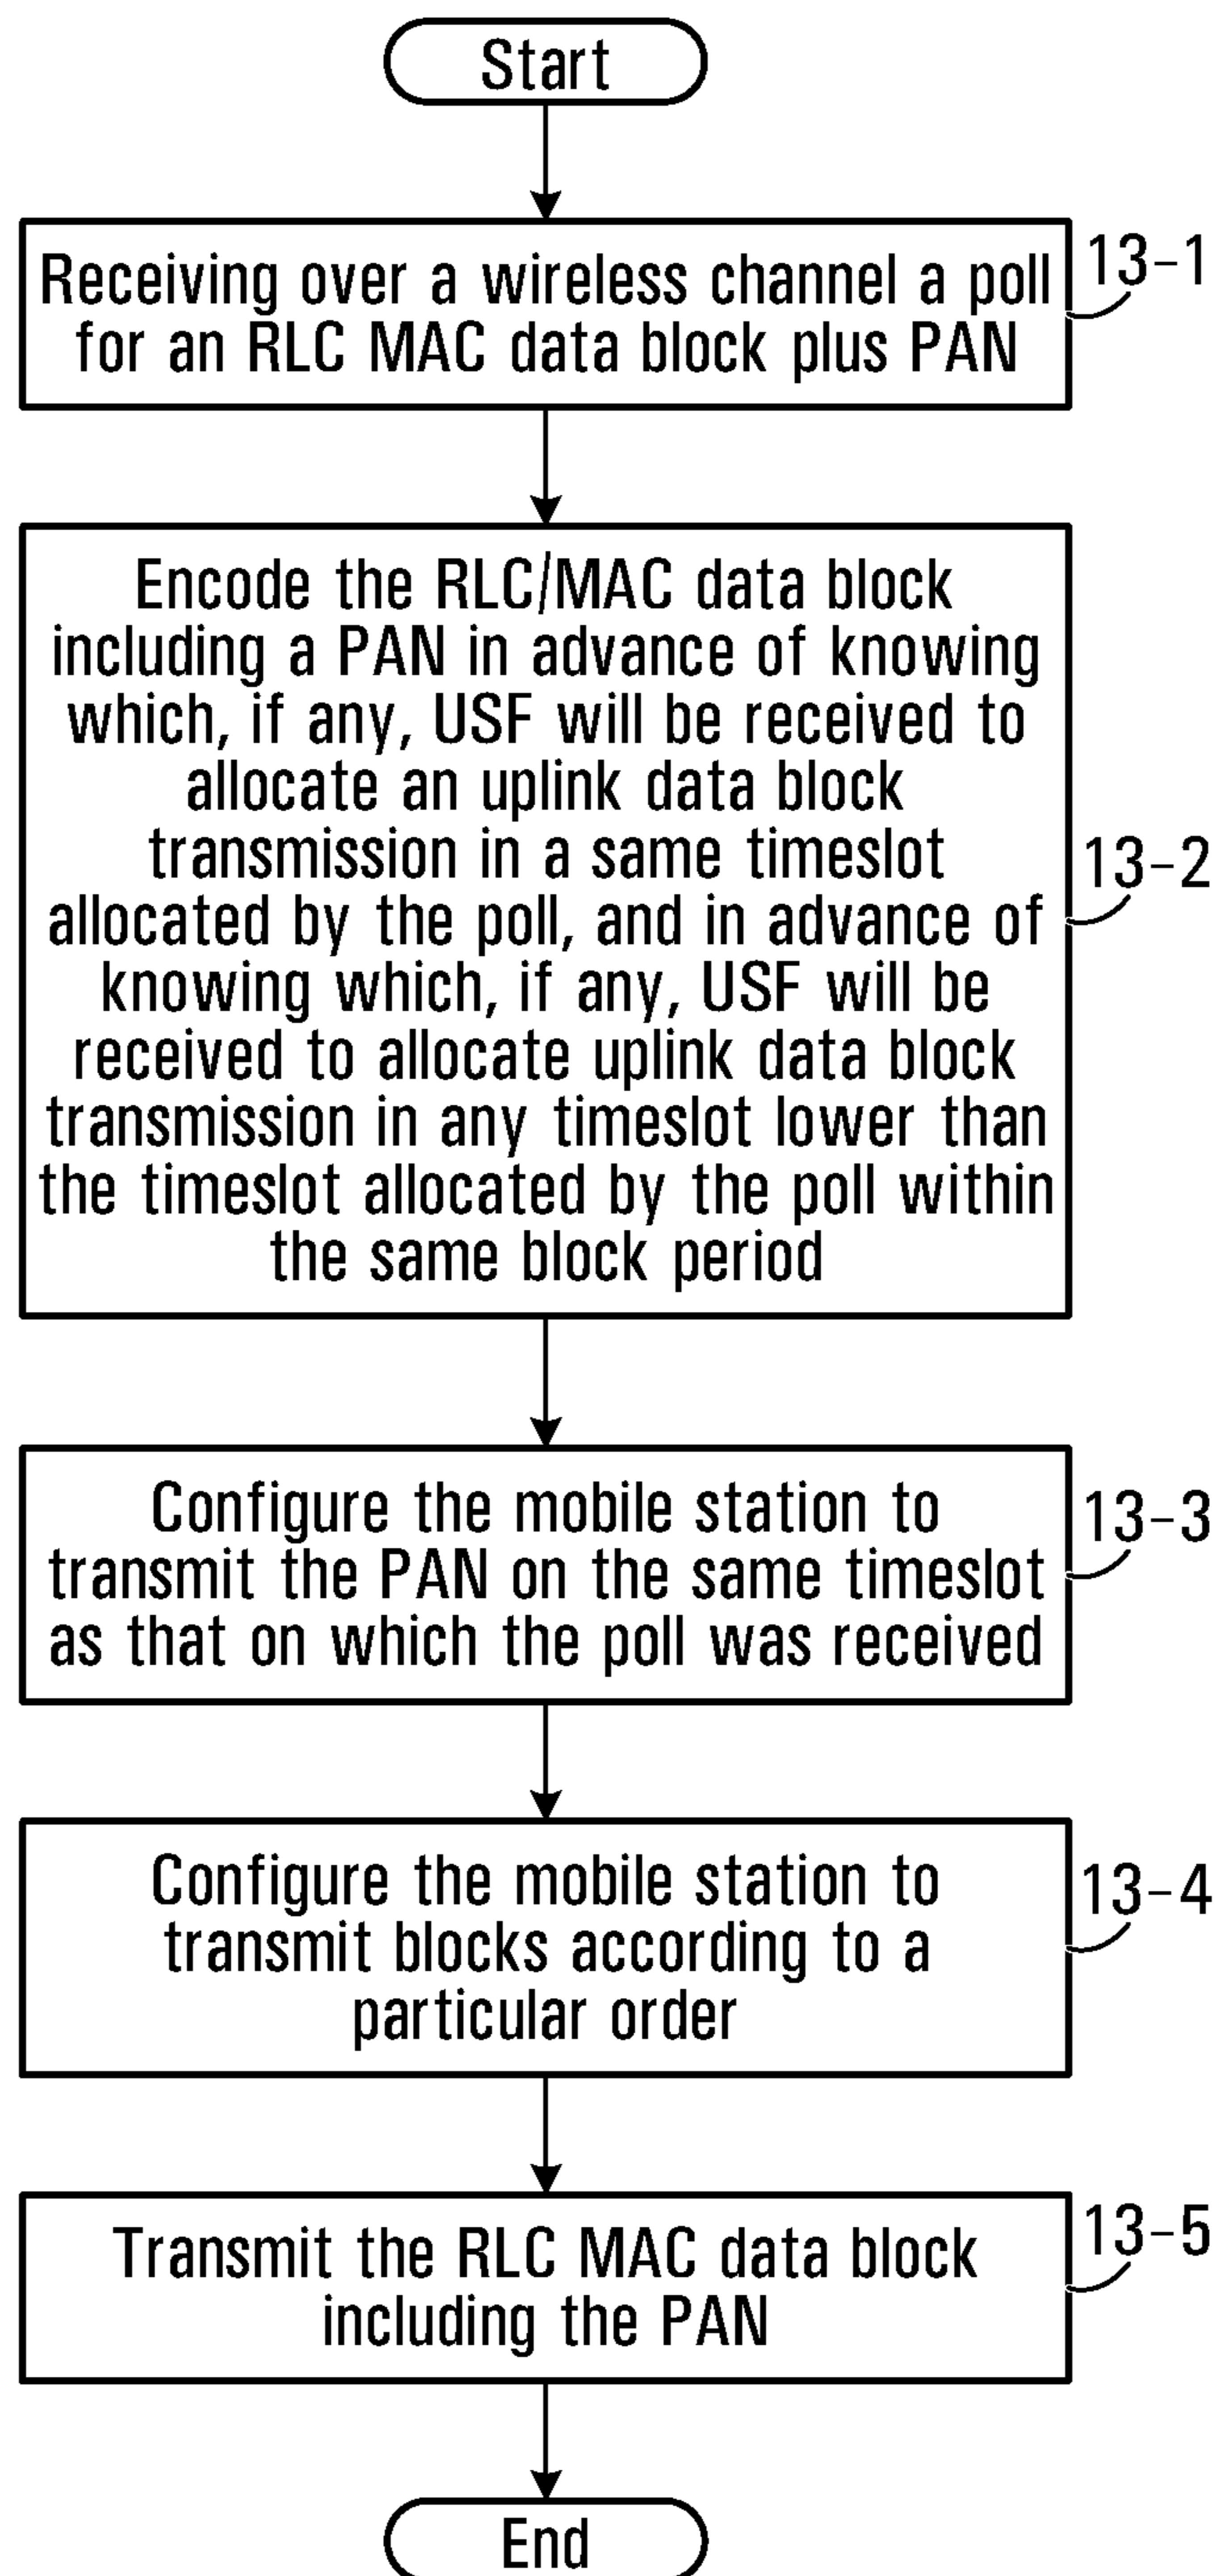 Start
Receiving over a wireless channel a poll
for an RLC MAC data block plus PAN
13-1
Encode the RLC/MAC data block
including a PAN in advance of knowing
which, if any, USF will be received to
allocate an uplink data block
transmission in a same timeslot
allocated by the poll, and in advance of
knowing which, if any, USF will be
received to allocate uplink data block
transmission in any timeslot lower than
the timeslot allocated by the poll within
the same block period
13-2
Configure the mobile station to
transmit the PAN on the same timeslot
as that on which the poll was received
13-3
Configure the mobile station to
transmit blocks according to a
particular order
13-4
Transmit the RLC MAC data block
including the PAN
13-5
End